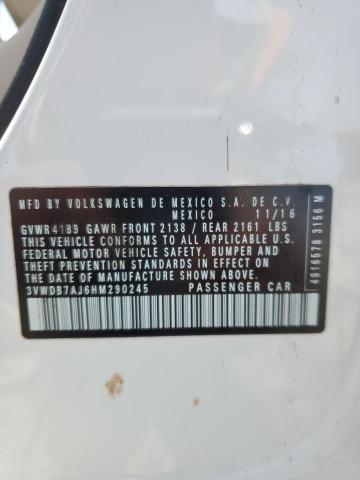 MFD BY VOLKSWAGEN DE MEXICO S.A. DE C.V.
MEXICO 11/16
GVWR4189 GAWR FRONT 2138 / REAR 2161 LBS
THIS VEHICLE CONFORMS TO ALL APPLICABLE U.S.
FEDERAL MOTOR VEHICLE SAFETY, BUMPER AND
THEFT PREVENTION STANDARDS IN EFFECT ON THE
DATE OF MANUFACTURE SHOWN ABOVE.
3VWDB7AJ6HM290245 PASSENGER CAR
4816578 3156 M